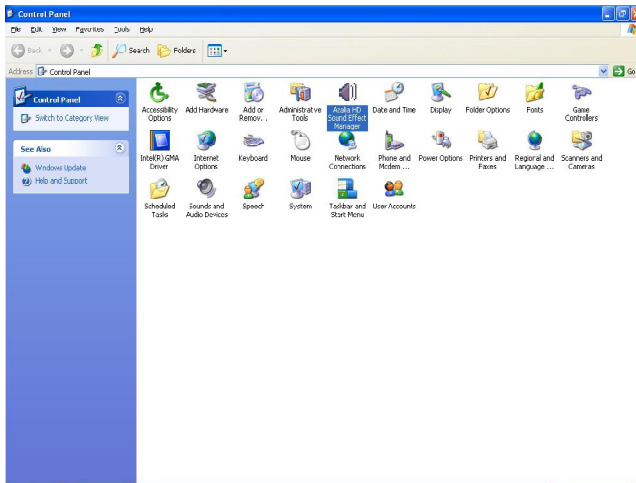 Control Panel
File Edit View Favorites Tools Help
Back Search Folders
Address Control Panel Go
Control Panel
Switch to Category View
See Also
Windows Update
Help and Support
Accessibility Options
Add Hardware
Add or Remov...
Administrative Tools
Azalia HD Sound Effect Manager
Date and Time
Display
Folder Options
Fonts
Game Controllers
Intel(R) GMA Driver
Internet Options
Keyboard
Mouse
Network Connections
Phone and Modem ...
Power Options
Printers and Faxes
Regional and Language ...
Scanners and Cameras
Scheduled Tasks
Sounds and Audio Devices
Speech
System
Taskbar and Start Menu
User Accounts